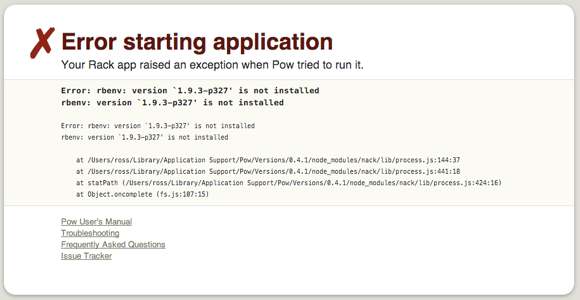 ✗ Error starting application
Your Rack app raised an exception when Pow tried to run it.
Error: rbenv: version `1.9.3-p327' is not installed
rbenv: version `1.9.3-p327' is not installed
Error: rbenv: version `1.9.3-p327' is not installed
rbenv: version `1.9.3-p327' is not installed
at /Users/ross/Library/Application Support/Pow/Versions/0.4.1/node_modules/nack/lib/process.js:144:37
at /Users/ross/Library/Application Support/Pow/Versions/0.4.1/node_modules/nack/lib/process.js:441:18
at statPath (/Users/ross/Library/Application Support/Pow/Versions/0.4.1/node_modules/nack/lib/process.js:424:16)
at Object.oncomplete (fs.js:107:15)
Pow User's Manual
Troubleshooting
Frequently Asked Questions
Issue Tracker